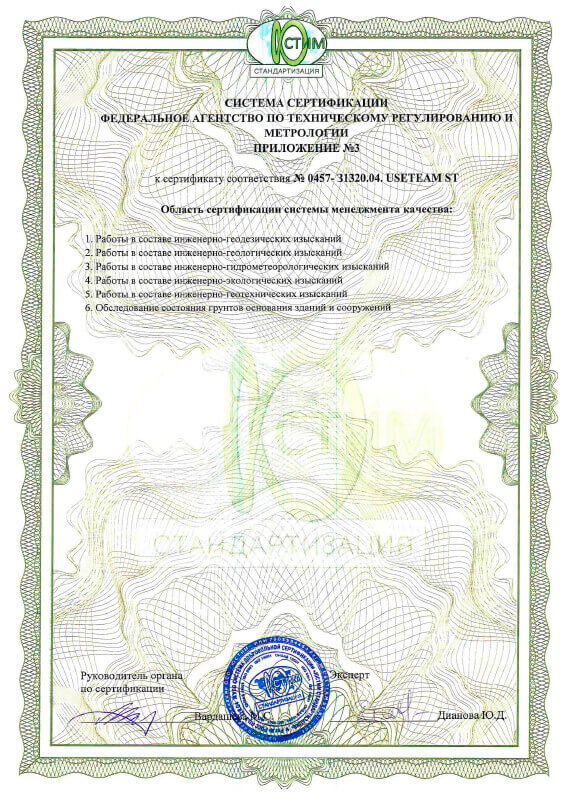 СТИМ
СТАНДАРТИЗАЦИЯ
СИСТЕМА СЕРТИФИКАЦИИ
ФЕДЕРАЛЬНОЕ АГЕНТСТВО ПО ТЕХНИЧЕСКОМУ РЕГУЛИРОВАНИЮ И
МЕТРОЛОГИИ
ПРИЛОЖЕНИЕ №3
к сертификату соответствия № 0457- 31320.04. USETEAM ST
Область сертификации системы менеджмента качества:
1. Работы в составе инженерно-геодезических изысканий
2. Работы в составе инженерно-геологических изысканий
3. Работы в составе инженерно-гидрометеорологических изысканий
4. Работы в составе инженерно-экологических изысканий
5. Работы в составе инженерно-геотехнических изысканий
6. Обследование состояния грунтов основания зданий и сооружений
СТИМ
СТАНДАРТИЗАЦИЯ
Руководитель органа
по сертификации
Эксперт
СТАНДАРТИЗАЦИЯ
Дианова Ю.Д.